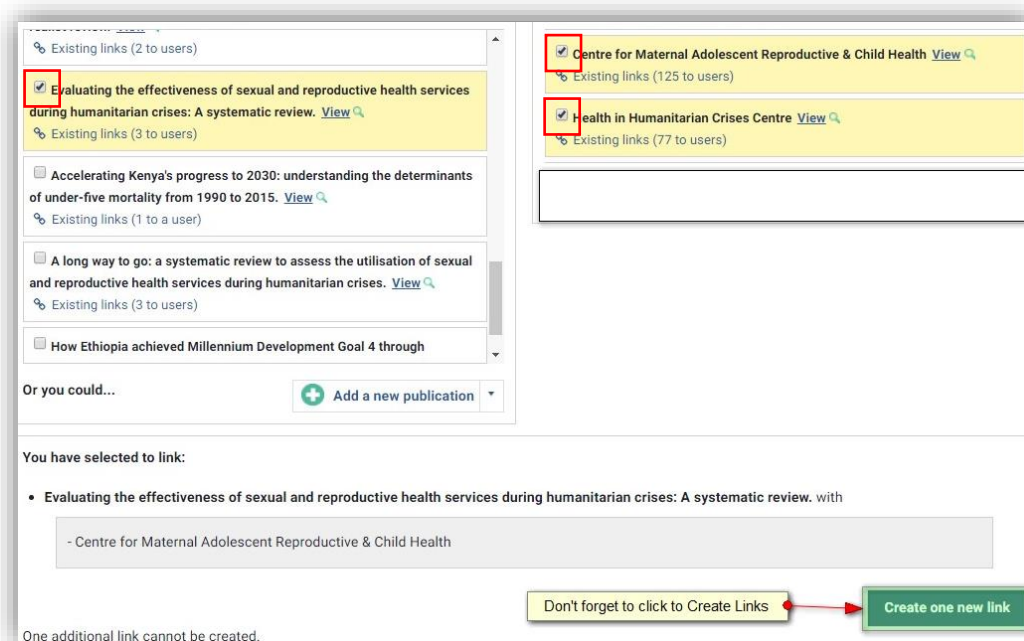 Existing links (2 to users)
Evaluating the effectiveness of sexual and reproductive health services
during humanitarian crises: A systematic review. View
Existing links (3 to users)
Accelerating Kenya's progress to 2030: understanding the determinants
of under-five mortality from 1990 to 2015. View
Existing links (1 to a user)
A long way to go: a systematic review to assess the utilisation of sexual
and reproductive health services during humanitarian crises. View
Existing links (3 to users)
How Ethiopia achieved Millennium Development Goal 4 through
Or you could...
Add a new publication
Centre for Maternal Adolescent Reproductive & Child Health View
Existing links (125 to users)
Health in Humanitarian Crises Centre View
Existing links (77 to users)
You have selected to link:
• Evaluating the effectiveness of sexual and reproductive health services during humanitarian crises: A systematic review. with
- Centre for Maternal Adolescent Reproductive & Child Health
Don't forget to click to Create Links
Create one new link
One additional link cannot be created.